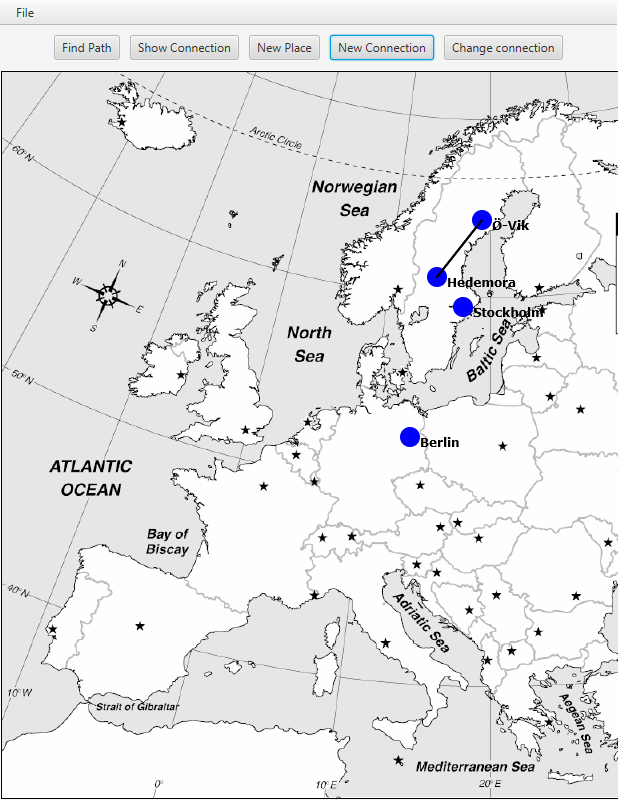 File
Find Path
Show Connection
New Place
New Connection
Change connection
Arctic Circle
60°N
Norwegian
Sea
Ö-Vik
N
W
E
S
Hedemora
Stockholm
North
Sea
Baltic Sea
50°N
Berlin
ATLANTIC
OCEAN
Bay of
Biscay
40°N
Adriatic Sea
10°W
Strait of Gibraltar
Aegean Sea
Mediterranean Sea
0°
10°E
20°E